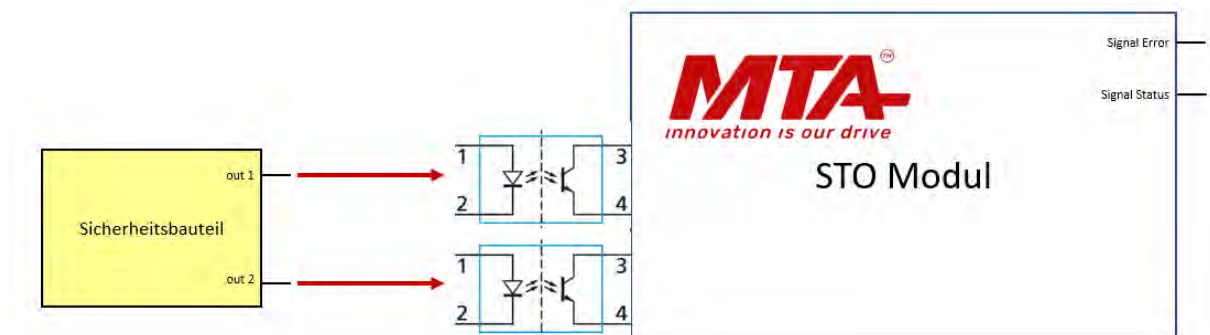 Sicherheitsbauteil
out 1
out 2
1
2
3
4
1
2
3
4
MTA
TM
innovation is our drive
STO Modul
Signal Error
Signal Status